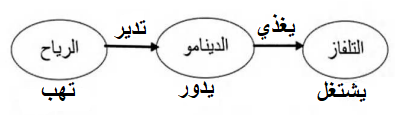 تدير
يغذي
الرياح
الدينامو
التلفاز
تهب
يدور
يشتغل